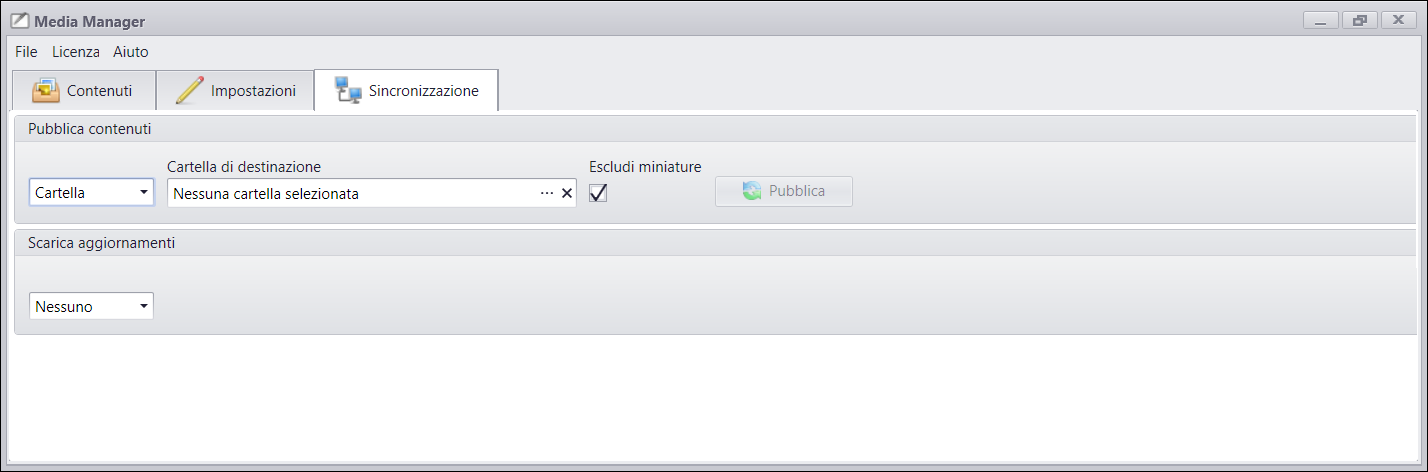 Media Manager
File Licenza Aiuto
Contenuti Impostazioni Sincronizzazione
Pubblica contenuti
Cartella di destinazione Escludi miniature
Cartella Nessuna cartella selezionata ... Pubblica
Scarica aggiornamenti
Nessuno